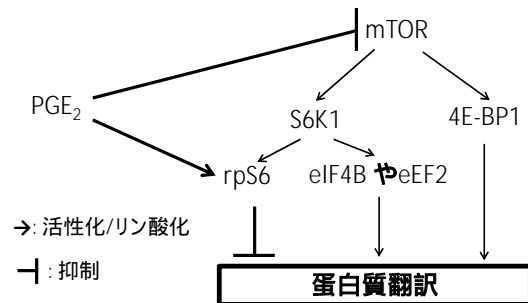 mTOR
PGE₂
S6K1
4E-BP1
rpS6
eIF4B やeEF2
→: 活性化/リン酸化
⊣: 抑制
蛋白質翻訳